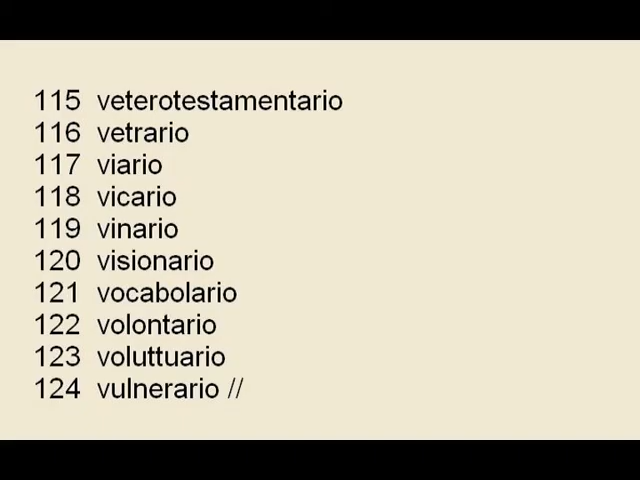 115 veterotestamentario
116 vetrario
117 viario
118 vicario
119 vinario
120 visionario
121 vocabolario
122 volontario
123 voluttuario
124 vulnerario //